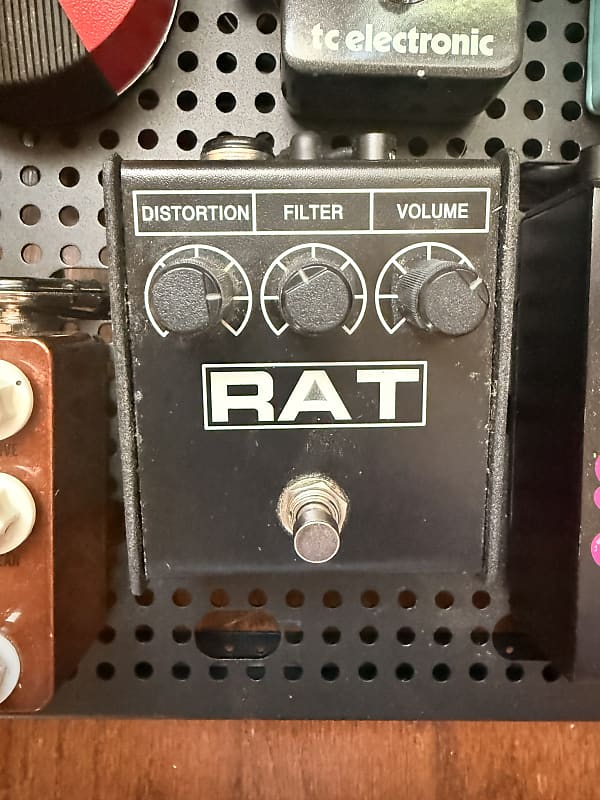 tc electronic
DISTORTION FILTER VOLUME
RAT